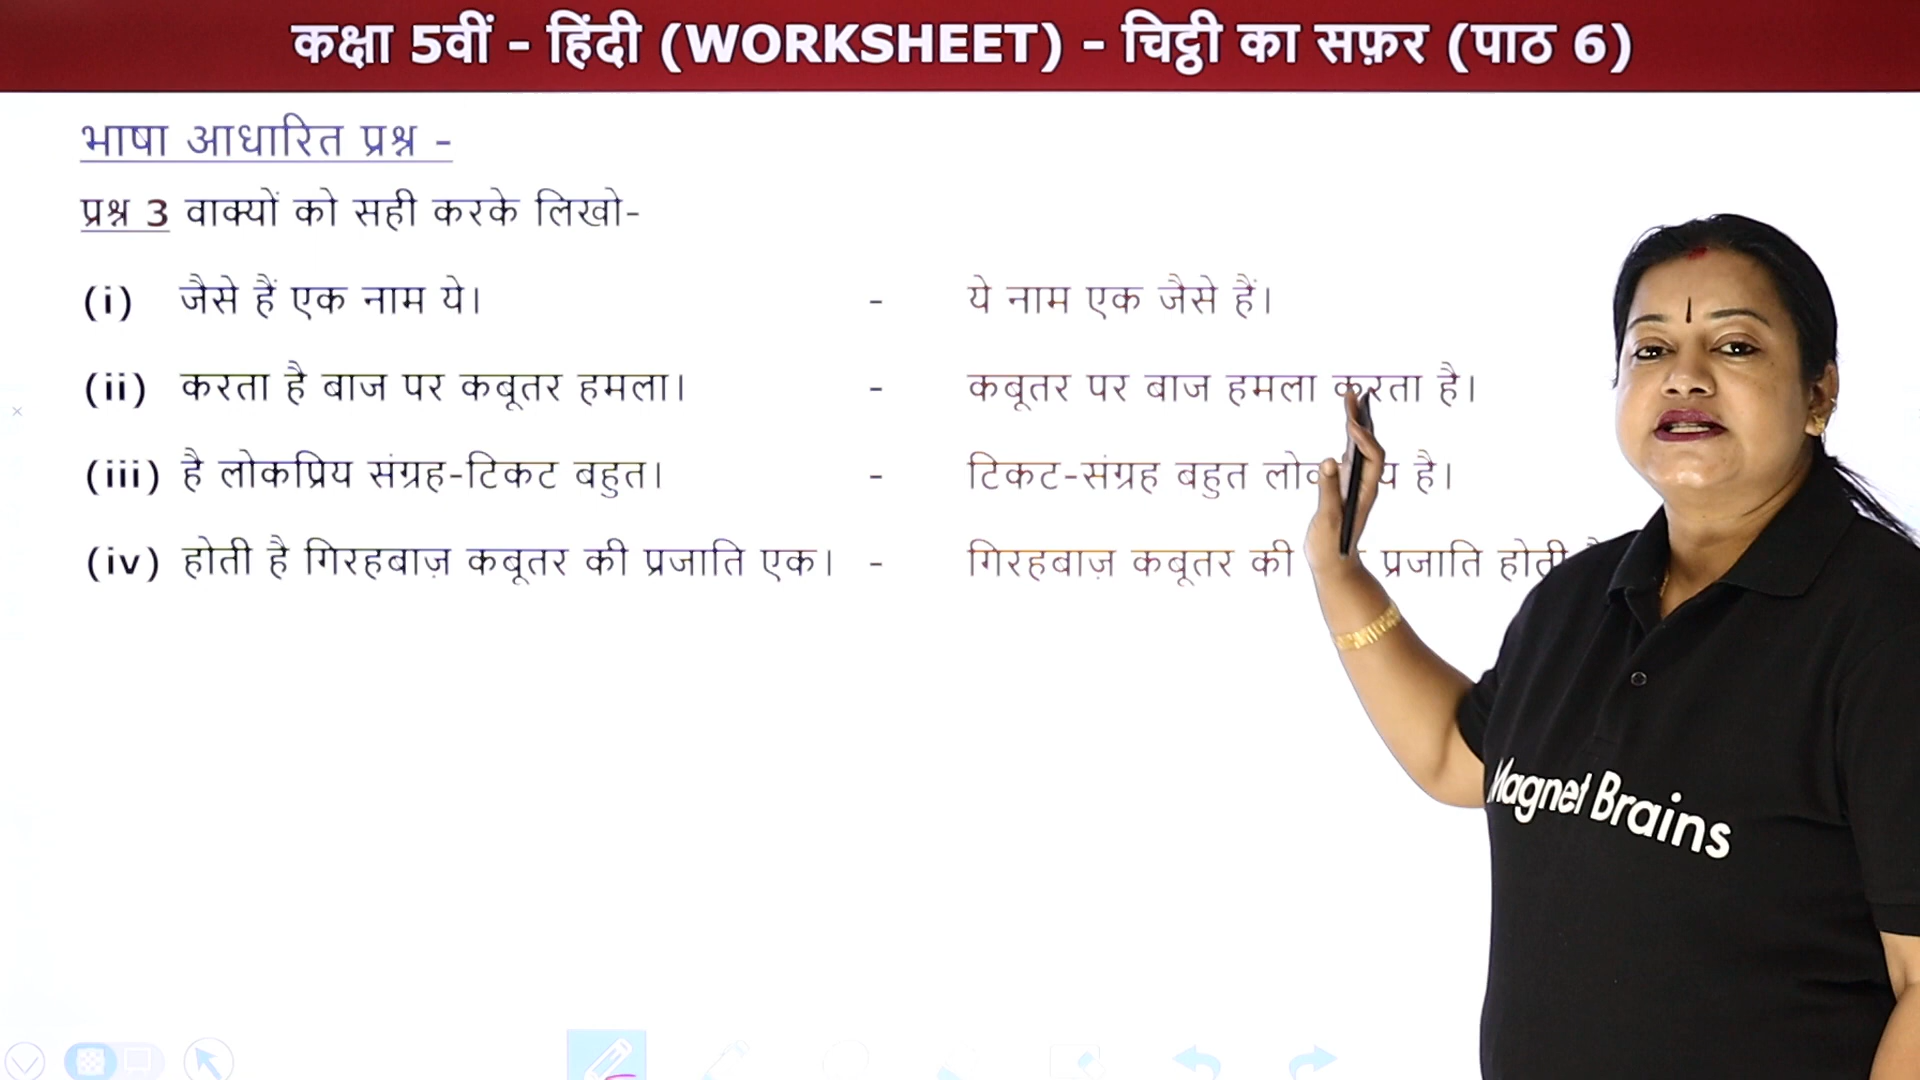 कक्षा 5वीं - हिंदी (WORKSHEET) - चिट्ठी का सफ़र (पाठ 6)
भाषा आधारित प्रश्न -
प्रश्न 3 वाक्यों को सही करके लिखो-
(i) जैसे हैं एक नाम ये। - ये नाम एक जैसे हैं।
(ii) करता है बाज पर कबूतर हमला। - कबूतर पर बाज हमला करता है।
(iii) है लोकप्रिय संग्रह-टिकट बहुत। - टिकट-संग्रह बहुत है।
(iv) होती है गिरहबाज़ कबूतर की प्रजाति एक। - गिरहबाज़ कबूतर की प्रजाति होती
Magnet Brains